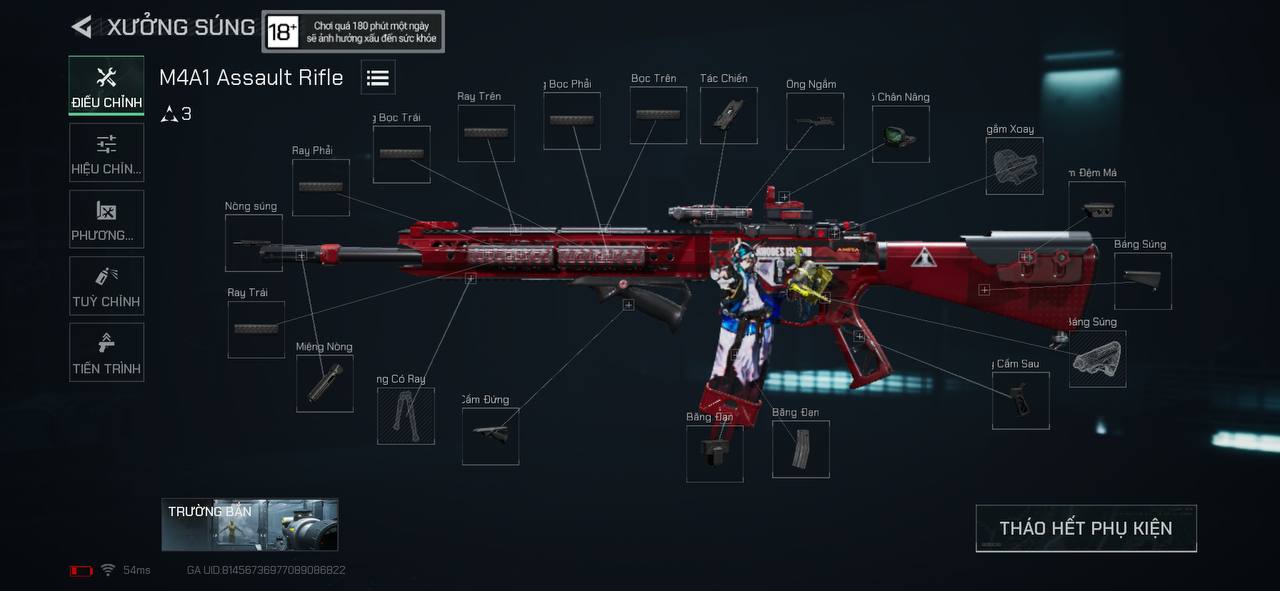 XƯỞNG SÚNG
18+
Chơi quá 180 phút một ngày
sẽ ảnh hưởng xấu đến sức khỏe
M4A1 Assault Rifle
3
ĐIỀU CHỈNH
HIỆU CHỈN...
PHƯƠNG...
TUỲ CHỈNH
TIẾN TRÌNH
g Bọc Phải
Bọc Trên
Tác Chiến
Ống Ngắm
Chân Nâng
Ray Trên
g Bọc Trái
gắm Xoay
Ray Phải
m Đệm Má
Nòng súng
Báng Súng
RHODES ISLAND
Ray Trái
Báng Súng
Miệng Nòng
ng Có Ray
y Cầm Sau
Cầm Đứng
Băng Đạn
Băng Đạn
TRƯỜNG BẮN
THÁO HẾT PHỤ KIỆN
54ms
GA UID:81456736977089086822